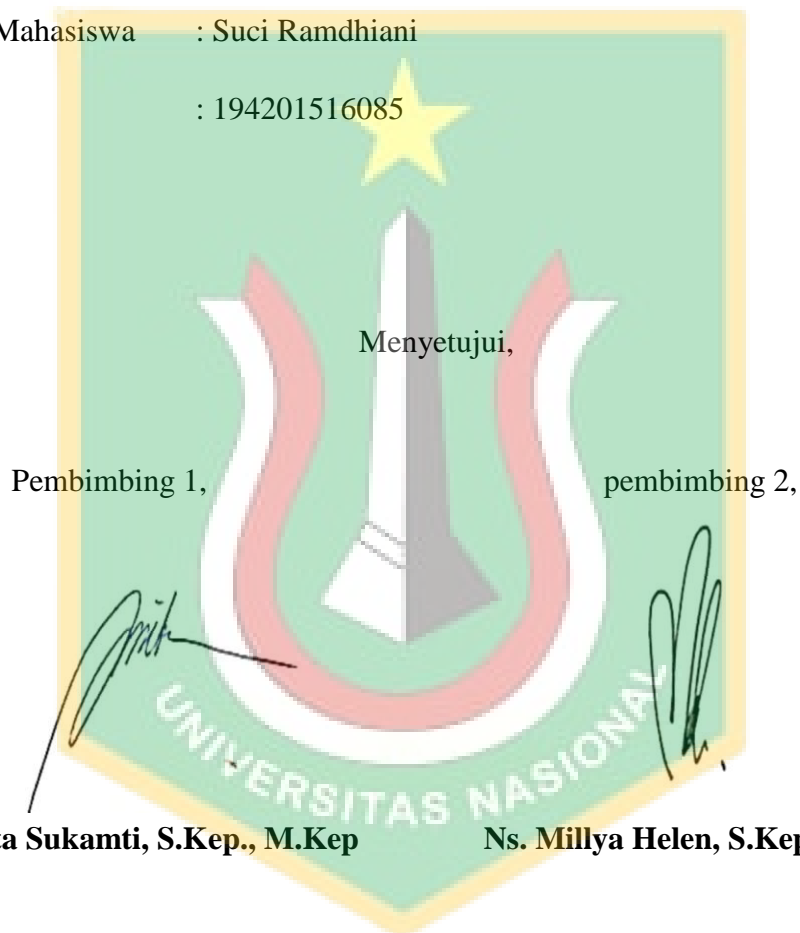 Mahasiswa : Suci Ramdhiani
: 194201516085
Menyetujui,
Pembimbing 1, pembimbing 2,
UNIVERSITAS NASIONAL
Sukamti, S.Kep., M.Kep Ns. Millya Helen, S.Kep